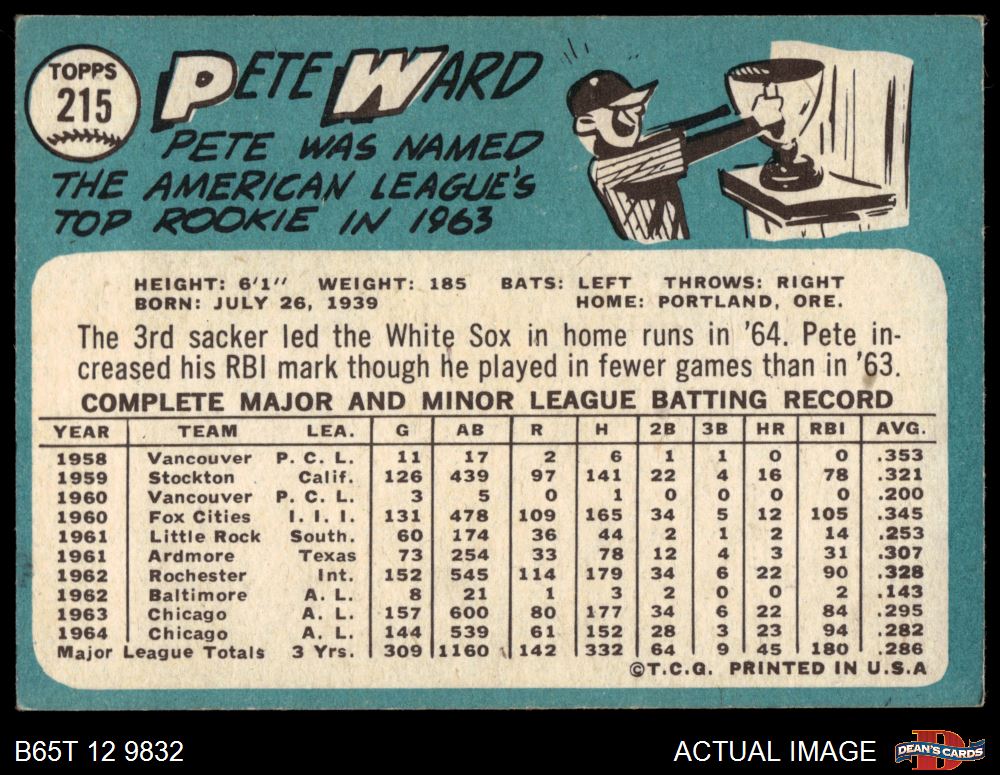 TOPPS
215
PETE WARD
PETE WAS NAMED
THE AMERICAN LEAGUE'S
TOP ROOKIE IN 1963
HEIGHT: 6'1" WEIGHT: 185 BATS: LEFT THROWS: RIGHT
BORN: JULY 26, 1939 HOME: PORTLAND, ORE.
The 3rd sacker led the White Sox in home runs in '64. Pete in-
creased his RBI mark though he played in fewer games than in '63.
COMPLETE MAJOR AND MINOR LEAGUE BATTING RECORD
YEAR TEAM LEA. G AB R H 2B 3B HR RBI AVG.
1958 Vancouver P. C. L. 11 17 2 6 1 1 0 0 .353
1959 Stockton Calif. 126 439 97 141 22 4 16 78 .321
1960 Vancouver P. C. L. 3 5 0 1 0 0 0 0 .200
1960 Fox Cities I. I. I. 131 478 109 165 34 5 12 105 .345
1961 Little Rock South. 60 174 36 44 2 1 2 14 .253
1961 Ardmore Texas 73 254 33 78 12 4 3 31 .307
1962 Rochester Int. 152 545 114 179 34 6 22 90 .328
1962 Baltimore A. L. 8 21 1 3 2 0 0 2 .143
1963 Chicago A. L. 157 600 80 177 34 6 22 84 .295
1964 Chicago A. L. 144 539 61 152 28 3 23 94 .282
Major League Totals 3 Yrs. 309 1160 142 332 64 9 45 180 .286
©T.C.G. PRINTED IN U.S.A
B65T 12 9832 ACTUAL IMAGE DEAN'S CARDS